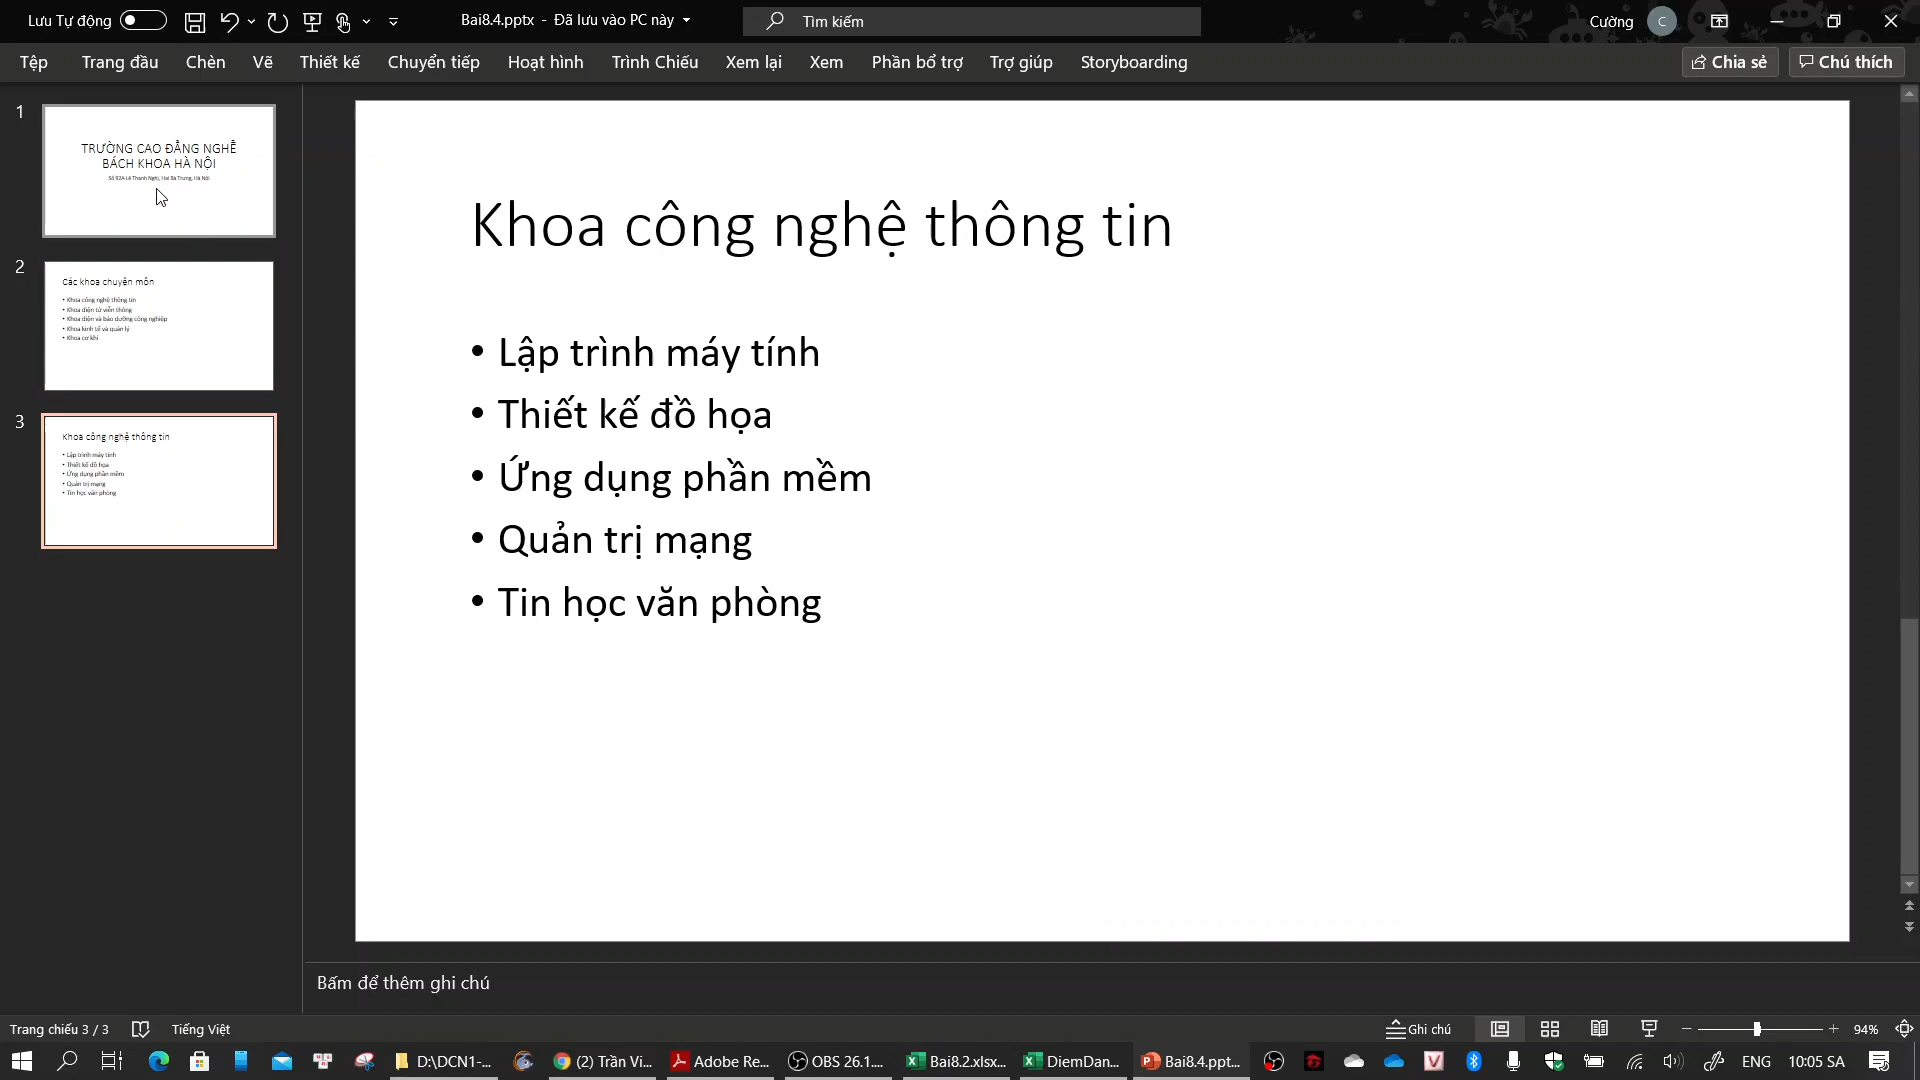 Lưu Tự động
Bai8.4.pptx - Đã lưu vào PC này
Tìm kiếm
Cường
C
Tệp Trang đầu Chèn Vẽ Thiết kế Chuyển tiếp Hoạt hình Trình Chiếu Xem lại Xem Phần bổ trợ Trợ giúp Storyboarding Chia sẻ Chú thích
1
TRƯỜNG CAO ĐẲNG NGHỀ
BÁCH KHOA HÀ NỘI
Số 92A Lê Thanh Nghị, Hai Bà Trưng, Hà Nội
2
Các khoa chuyên môn
• Khoa công nghệ thông tin
• Khoa điện tử viễn thông
• Khoa điện và bảo dưỡng công nghiệp
• Khoa kinh tế và quản lý
• Khoa cơ khí
3
Khoa công nghệ thông tin
• Lập trình máy tính
• Thiết kế đồ họa
• Ứng dụng phần mềm
• Quản trị mạng
• Tin học văn phòng
Khoa công nghệ thông tin
• Lập trình máy tính
• Thiết kế đồ họa
• Ứng dụng phần mềm
• Quản trị mạng
• Tin học văn phòng
Bấm để thêm ghi chú
Trang chiếu 3 / 3 Tiếng Việt Ghi chú 94%
D:\DCN1-... (2) Trần Vi... Adobe Re... OBS 26.1.... Bai8.2.xlsx... DiemDan... Bai8.4.ppt... ENG 10:05 SA